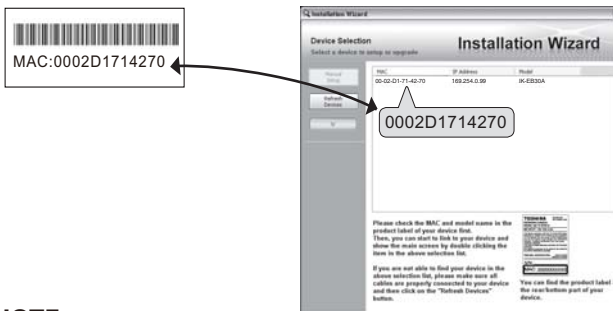 MAC:0002D1714270
Installation Wizard
Device Selection
Select a device to setup or upgrade
Installation Wizard
Manual
Setup
Refresh
Devices
MAC
IP Address
Model
00-02-D1-71-42-70
169.254.0.99
IK-EB30A
0002D1714270
Please check the MAC and model name in the
product label of your device first.
Then, you can start to link to your device and
show the main screen by double clicking the
item in the above selection list.
If you are not able to find your device in the
above selection list, please make sure all
cables are properly connected to your device
and then click on the "Refresh Devices"
button.
TOSHIBA
You can find the product label
the rear/bottom part of your
device.